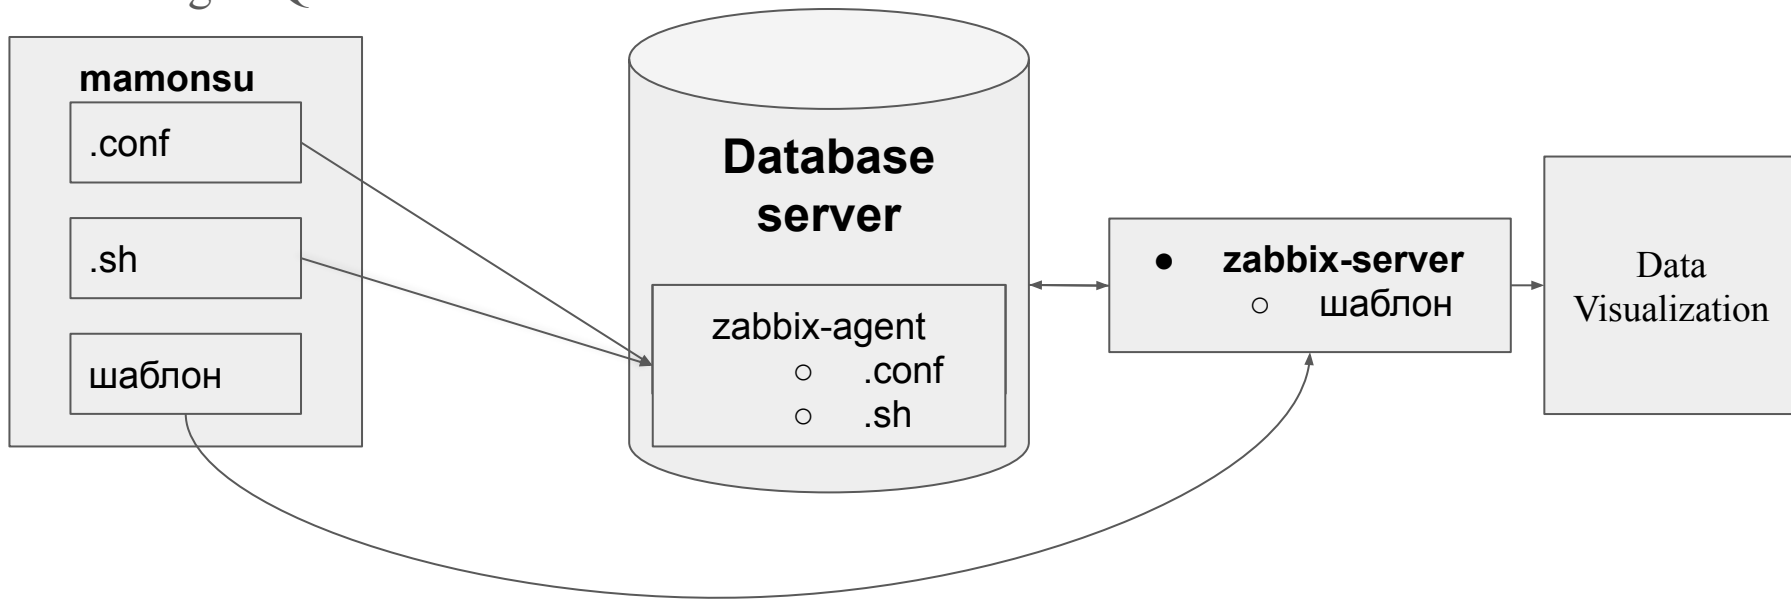 mamonsu
.conf
.sh
шаблон
Database
server
zabbix-agent
○ .conf
○ .sh
● zabbix-server
○ шаблон
Data
Visualization